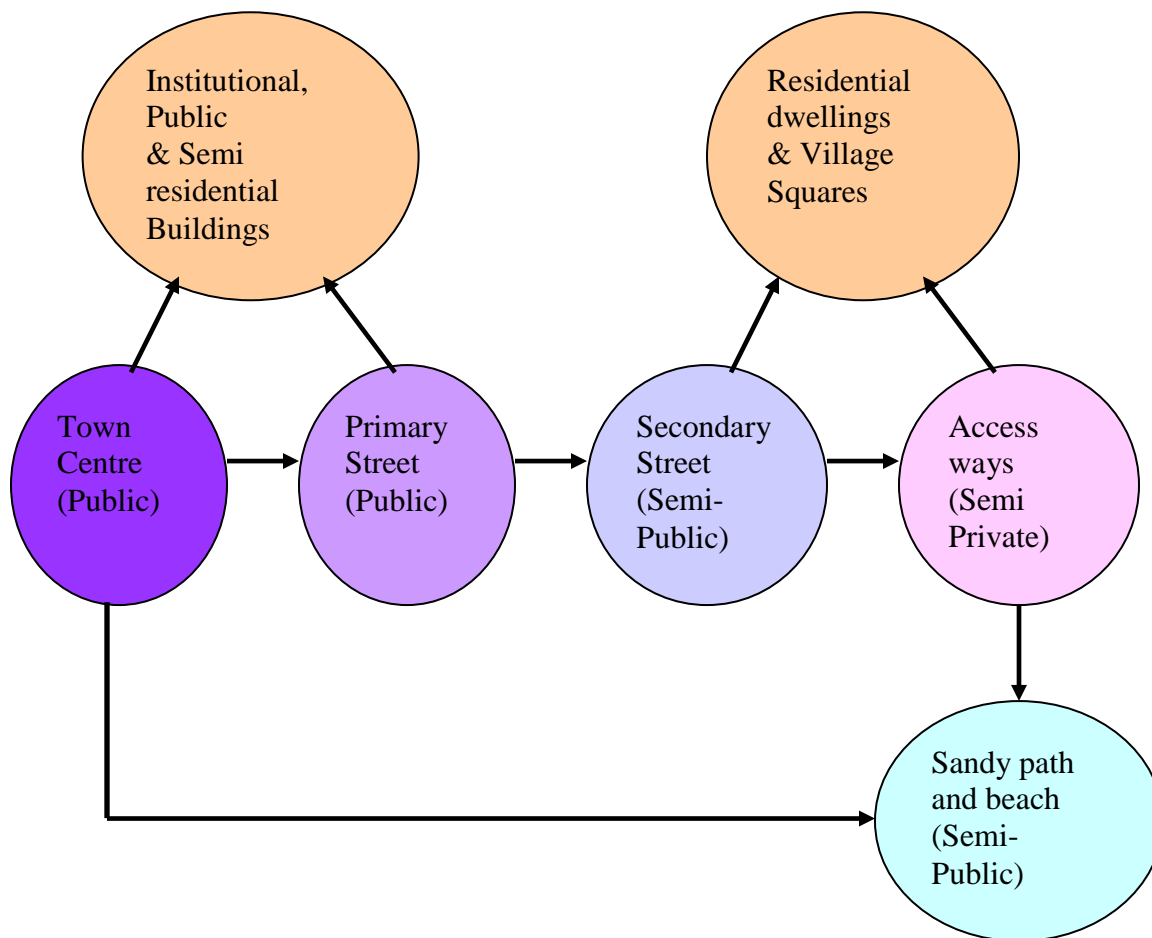 Institutional,
Public
& Semi
residential
Buildings
Residential
dwellings
& Village
Squares
Town
Centre
(Public)
Primary
Street
(Public)
Secondary
Street
(Semi-
Public)
Access
ways
(Semi
Private)
Sandy path
and beach
(Semi-
Public)